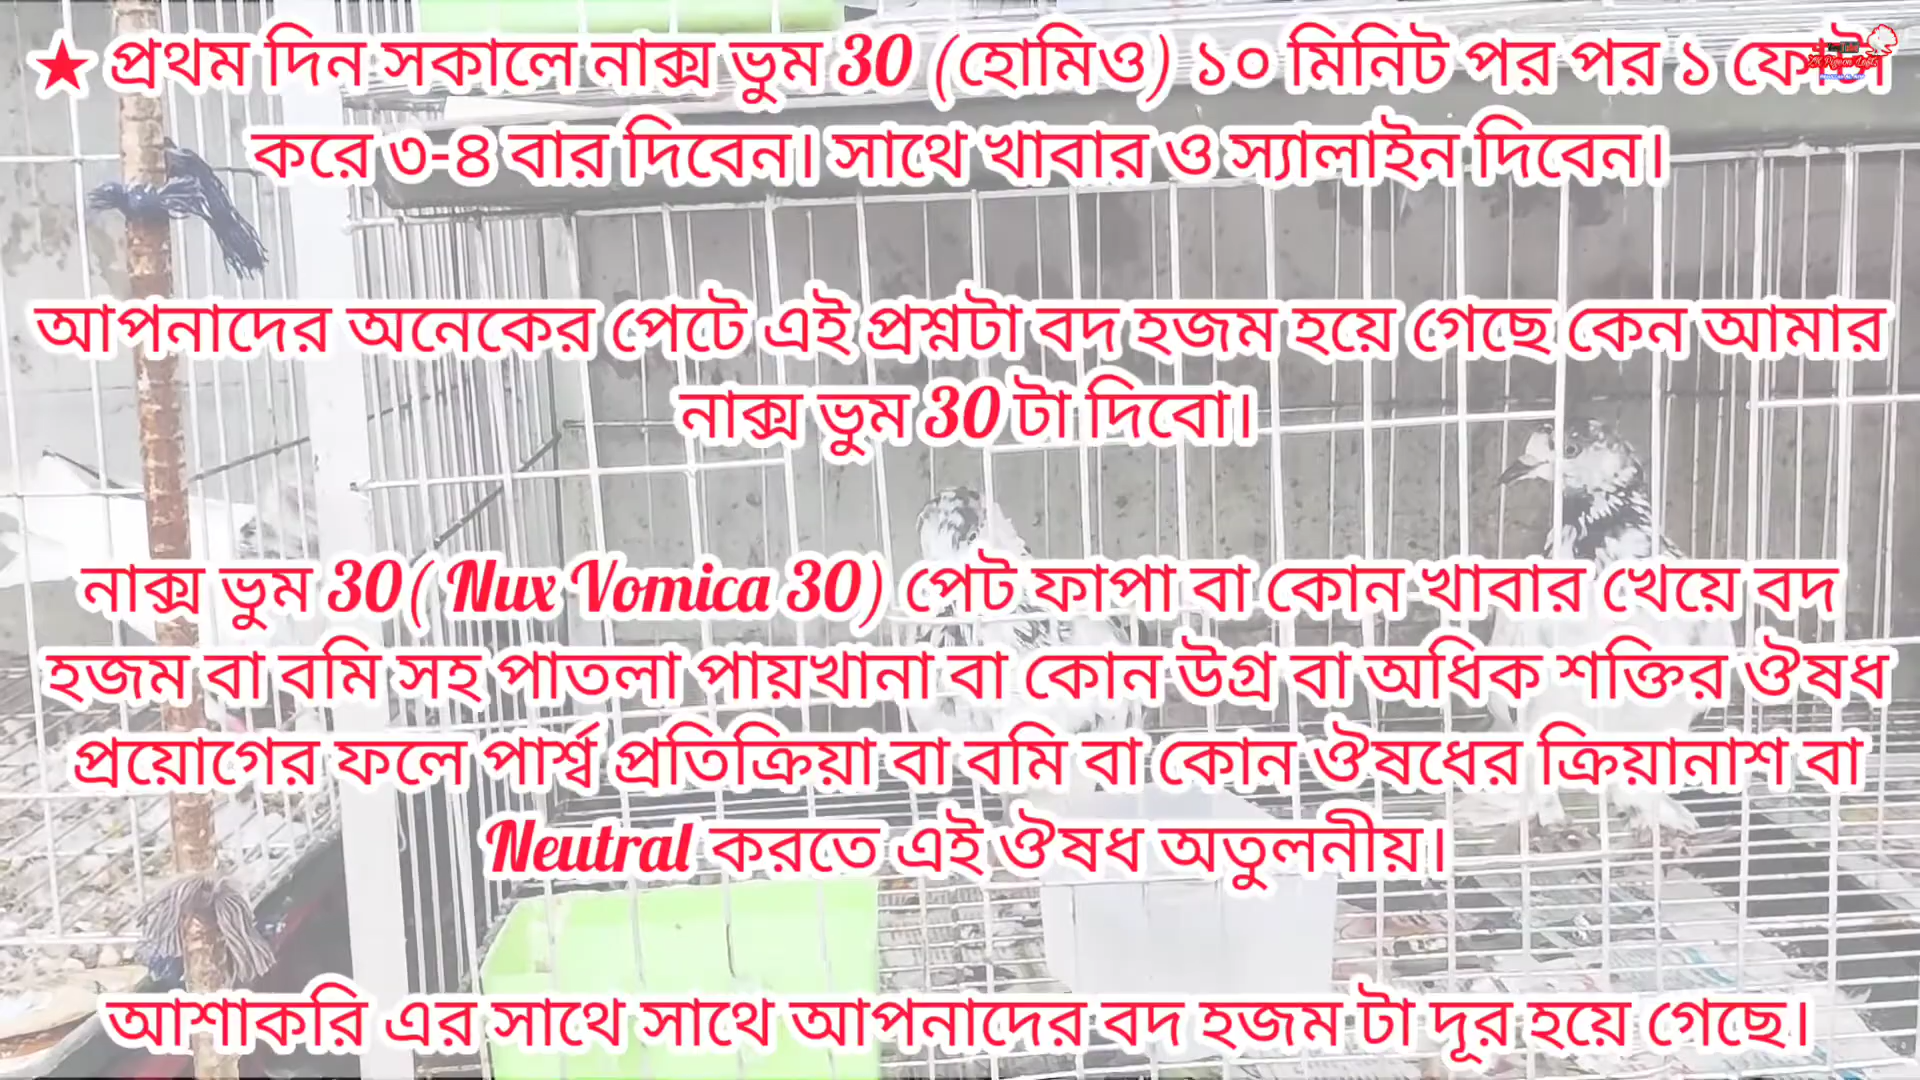 ★ প্রথম দিন সকালে নাক্স ভুম 30 (হোমিও) ১০ মিনিট পর পর ১ ফোটা
করে ৩-৪ বার দিবেন। সাথে খাবার ও স্যালাইন দিবেন।
আপনাদের অনেকের পেটে এই প্রশ্নটা বদ হজম হয়ে গেছে কেন আমার
নাক্স ভুম 30 টা দিবো।
নাক্স ভুম 30( Nux Vomica 30) পেট ফাপা বা কোন খাবার খেয়ে বদ
হজম বা বমি সহ পাতলা পায়খানা বা কোন উগ্র বা অধিক শক্তির ঔষধ
প্রয়োগের ফলে পার্শ্ব প্রতিক্রিয়া বা বমি বা কোন ঔষধের ক্রিয়ানাশ বা
Neutral করতে এই ঔষধ অতুলনীয়।
আশাকরি এর সাথে সাথে আপনাদের বদ হজম টা দূর হয়ে গেছে।